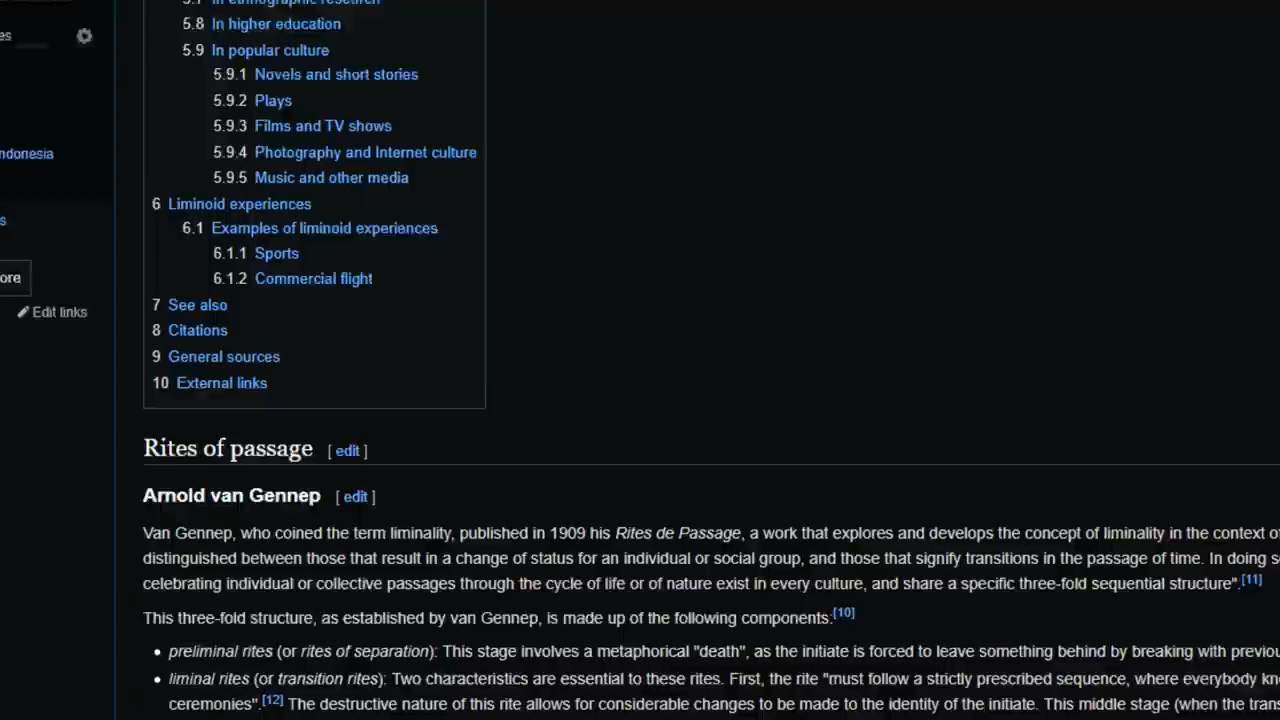 5.7 In ethnographic research
es
5.8 In higher education
5.9 In popular culture
5.9.1 Novels and short stories
5.9.2 Plays
5.9.3 Films and TV shows
ndonesia
5.9.4 Photography and Internet culture
5.9.5 Music and other media
6 Liminoid experiences
s
6.1 Examples of liminoid experiences
6.1.1 Sports
ore
6.1.2 Commercial flight
7 See also
Edit links
8 Citations
9 General sources
10 External links
Rites of passage [ edit ]
Arnold van Gennep [ edit ]
Van Gennep, who coined the term liminality, published in 1909 his Rites de Passage, a work that explores and develops the concept of liminality in the context of
distinguished between those that result in a change of status for an individual or social group, and those that signify transitions in the passage of time. In doing s
celebrating individual or collective passages through the cycle of life or of nature exist in every culture, and share a specific three-fold sequential structure".[11]
This three-fold structure, as established by van Gennep, is made up of the following components:[10]
• preliminal rites (or rites of separation): This stage involves a metaphorical "death", as the initiate is forced to leave something behind by breaking with previou
• liminal rites (or transition rites): Two characteristics are essential to these rites. First, the rite "must follow a strictly prescribed sequence, where everybody kn
ceremonies".[12] The destructive nature of this rite allows for considerable changes to be made to the identity of the initiate. This middle stage (when the tran